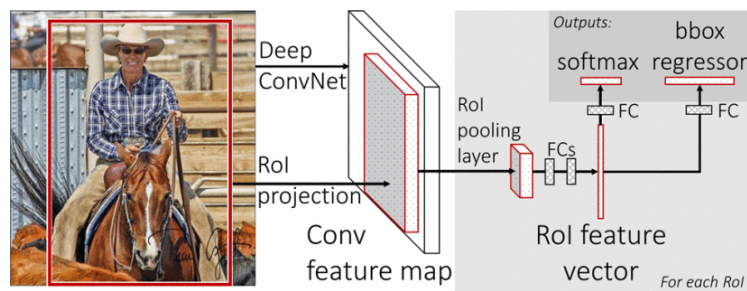 Deep
ConvNet
RoI
projection
Conv
feature map
RoI
pooling
layer
FCs
Outputs:
softmax
bbox
regressor
FC
FC
RoI feature
vector
For each RoI